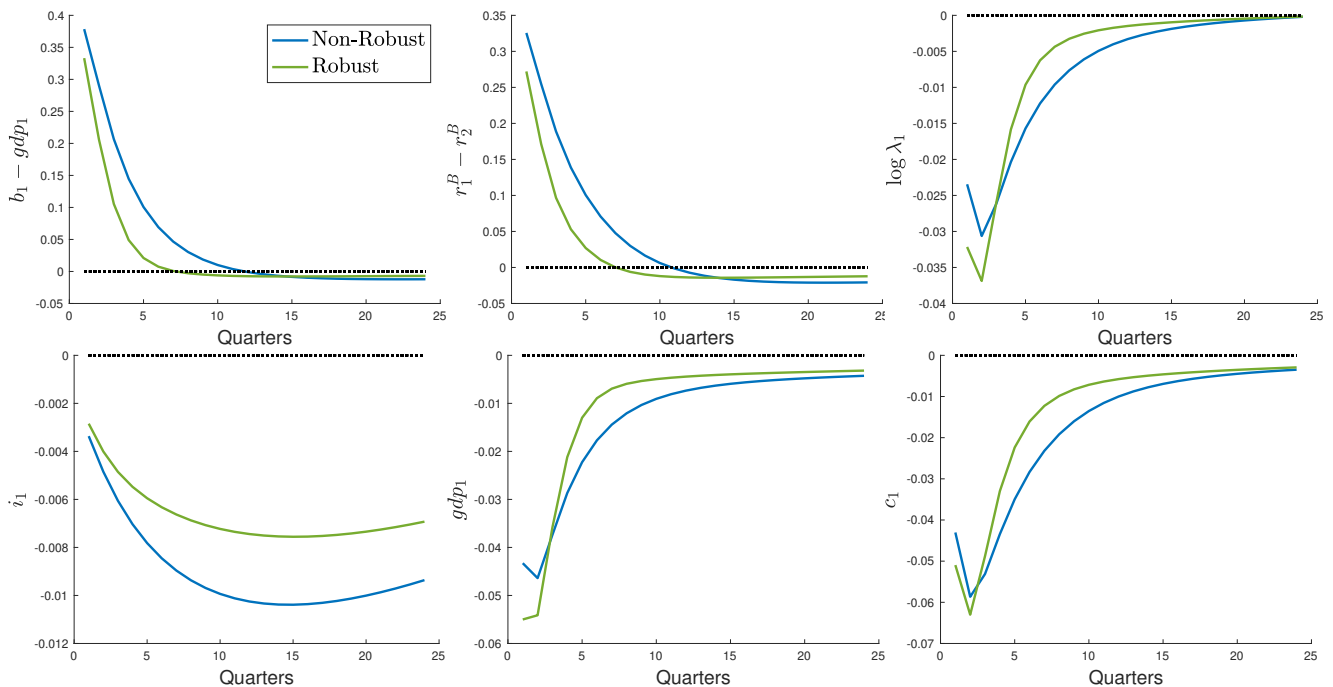 0.4
0.35
0.3
0.25
0.2
0.15
0.1
0.05
0
-0.05
b₁ − gdp₁
Non-Robust
Robust
0 5 10 15 20 25
Quarters
0.35
0.3
0.25
0.2
0.15
0.1
0.05
0
-0.05
r₁ᴮ − r₂ᴮ
0 5 10 15 20 25
Quarters
0
-0.005
-0.01
-0.015
-0.02
-0.025
-0.03
-0.035
-0.04
log λ₁
0 5 10 15 20 25
Quarters
0
-0.002
-0.004
-0.006
-0.008
-0.01
-0.012
i₁
0 5 10 15 20 25
Quarters
0
-0.01
-0.02
-0.03
-0.04
-0.05
-0.06
gdp₁
0 5 10 15 20 25
Quarters
0
-0.01
-0.02
-0.03
-0.04
-0.05
-0.06
-0.07
c₁
0 5 10 15 20 25
Quarters